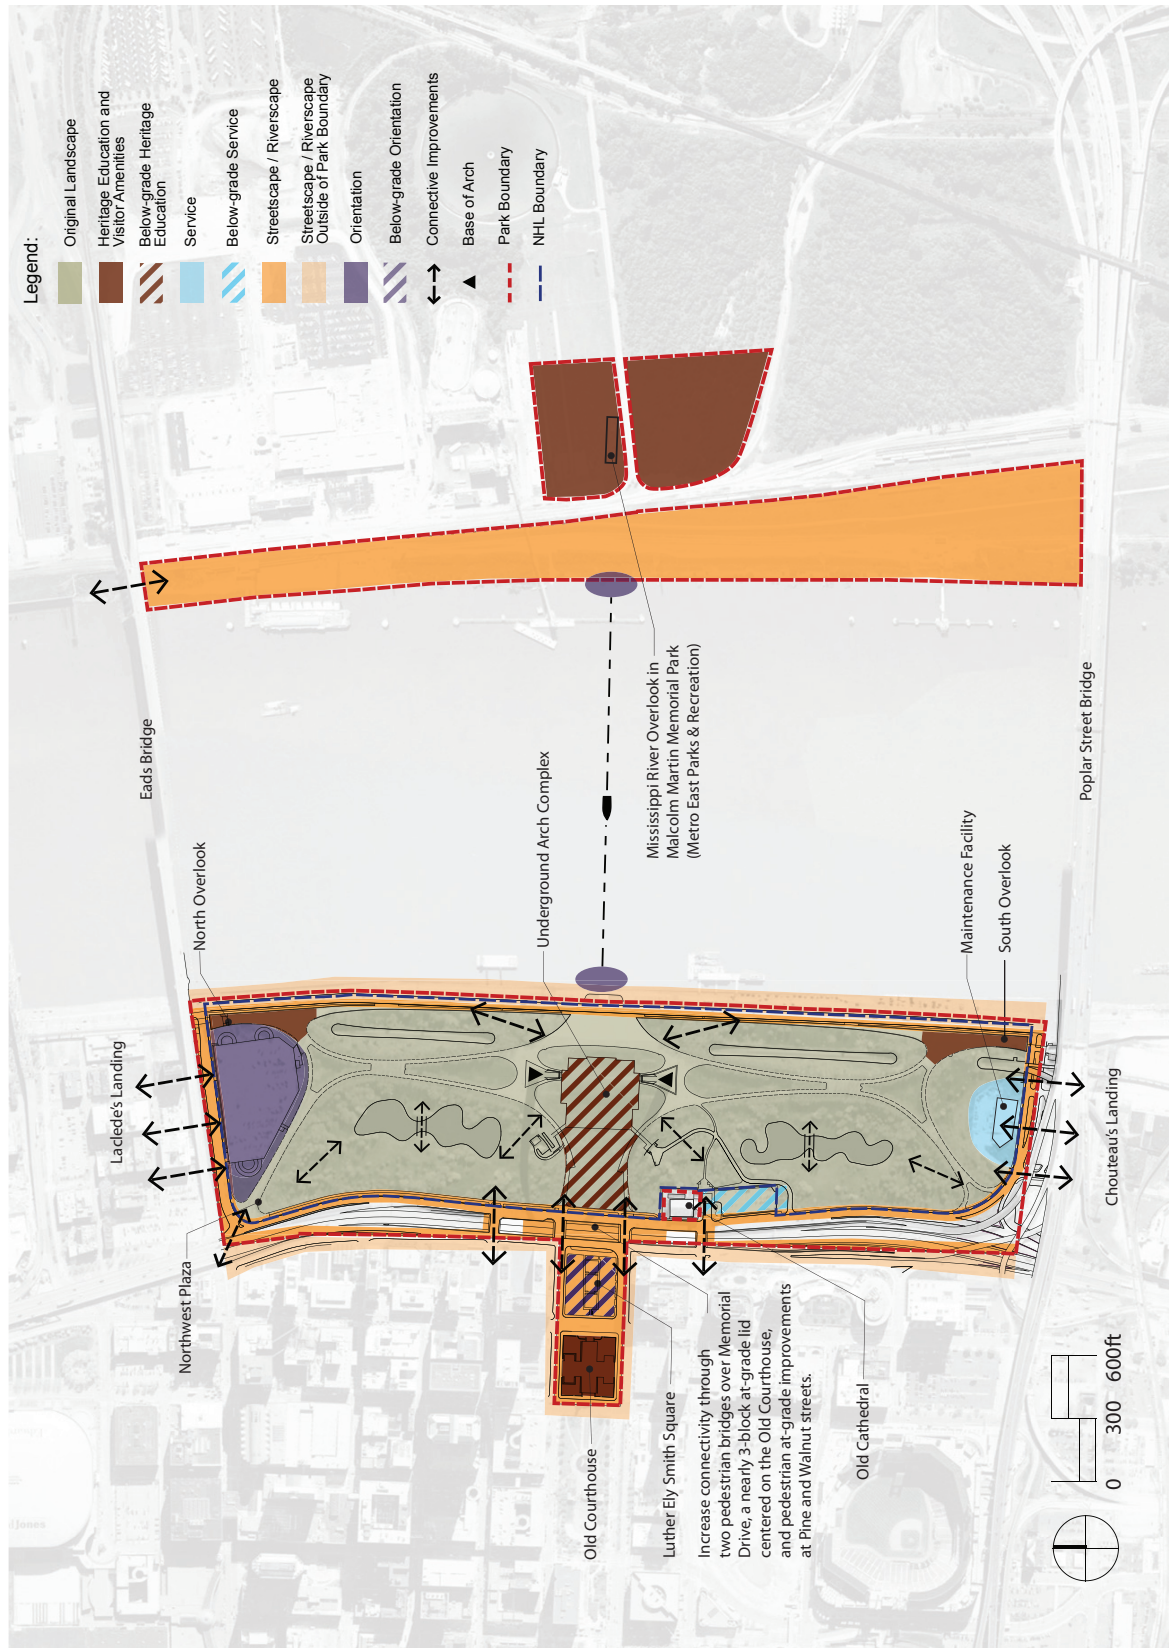 Legend:
Original Landscape
Heritage Education and
Visitor Amenities
Below-grade Heritage
Education
Service
Below-grade Service
Streetscape / Riverscape
Streetscape / Riverscape
Outside of Park Boundary
Orientation
Below-grade Orientation
Connective Improvements
Base of Arch
Park Boundary
NHL Boundary
Eads Bridge
North Overlook
Laclede's Landing
Northwest Plaza
Underground Arch Complex
Mississippi River Overlook in
Malcolm Martin Memorial Park
(Metro East Parks & Recreation)
Poplar Street Bridge
Maintenance Facility
South Overlook
Chouteau's Landing
Old Courthouse
Luther Ely Smith Square
Increase connectivity through
two pedestrian bridges over Memorial
Drive, a nearly 3-block at-grade lid
centered on the Old Courthouse,
and pedestrian at-grade improvements
at Pine and Walnut streets.
Old Cathedral
0 300 600ft
Jones